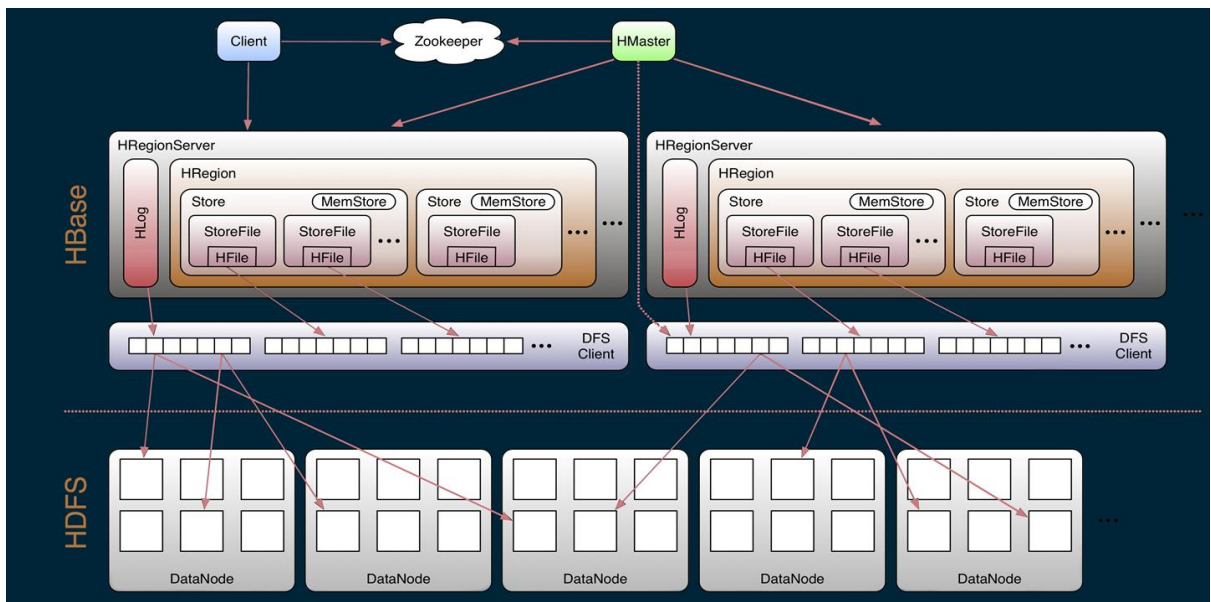 Client
Zookeeper
HMaster
HBase
HRegionServer
HLog
HRegion
Store
MemStore
StoreFile
HFile
StoreFile
HFile
...
Store
MemStore
StoreFile
HFile
...
...
HRegionServer
HLog
HRegion
Store
MemStore
StoreFile
HFile
StoreFile
HFile
...
Store
MemStore
StoreFile
HFile
...
...
...
...
DFS
Client
...
DFS
Client
HDFS
DataNode
DataNode
DataNode
DataNode
DataNode
...